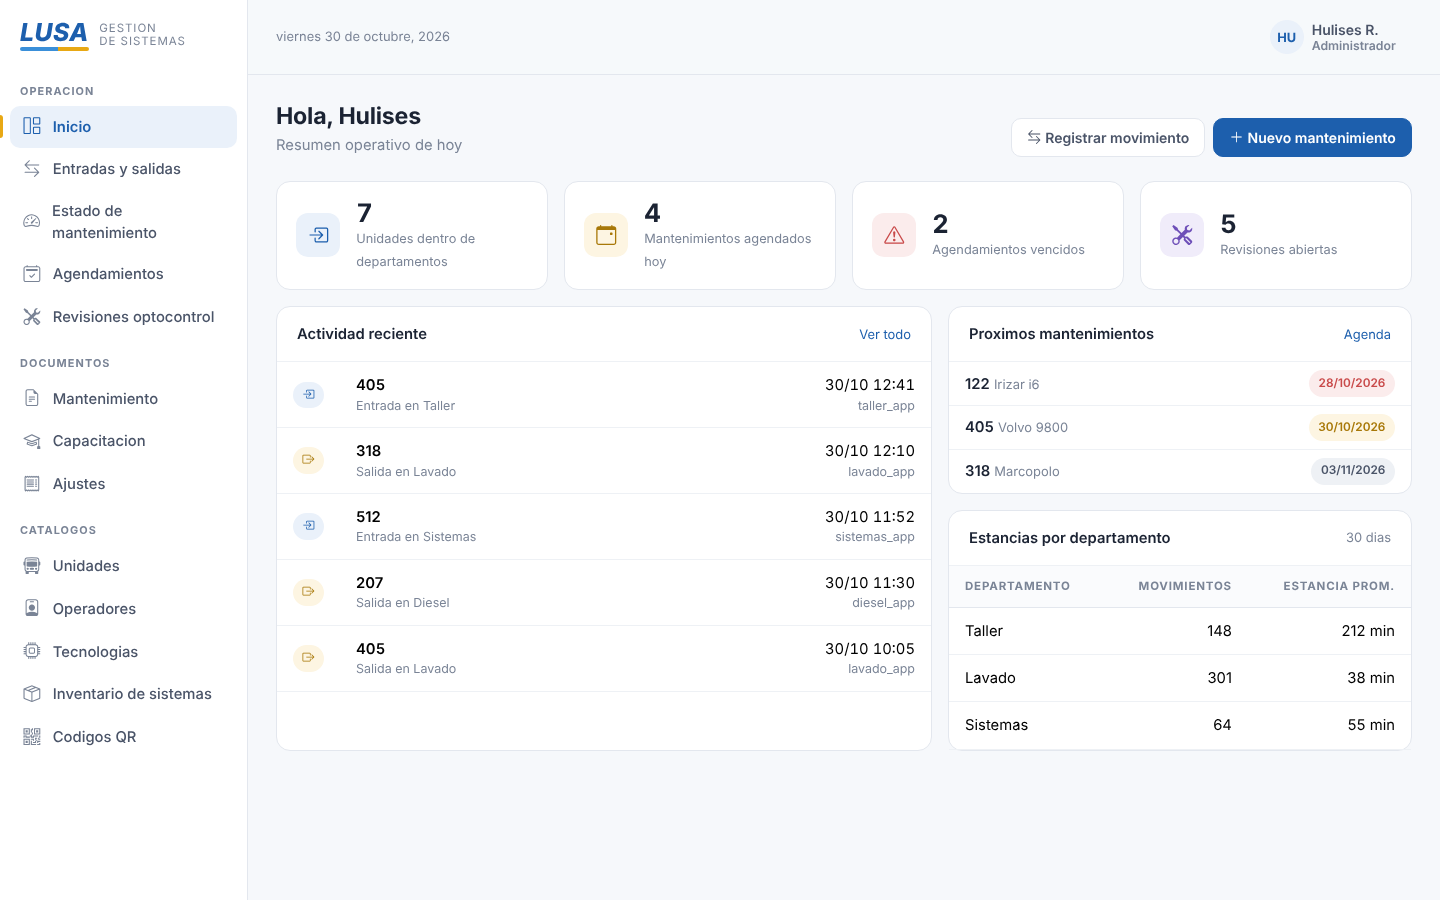 LUSA
GESTION
DE SISTEMAS
OPERACION
Inicio
Entradas y salidas
Estado de
mantenimiento
Agendamientos
Revisiones optocontrol
DOCUMENTOS
Mantenimiento
Capacitacion
Ajustes
CATALOGOS
Unidades
Operadores
Tecnologias
Inventario de sistemas
Codigos QR
viernes 30 de octubre, 2026
HU
Hulises R.
Administrador
Hola, Hulises
Resumen operativo de hoy
Registrar movimiento
Nuevo mantenimiento
7
Unidades dentro de
departamentos
4
Mantenimientos agendados
hoy
2
Agendamientos vencidos
5
Revisiones abiertas
Actividad reciente
Ver todo
405
30/10 12:41
Entrada en Taller
taller_app
318
30/10 12:10
Salida en Lavado
lavado_app
512
30/10 11:52
Entrada en Sistemas
sistemas_app
207
30/10 11:30
Salida en Diesel
diesel_app
405
30/10 10:05
Salida en Lavado
lavado_app
Proximos mantenimientos
Agenda
122 Irizar i6
28/10/2026
405 Volvo 9800
30/10/2026
318 Marcopolo
03/11/2026
Estancias por departamento
30 dias
DEPARTAMENTO MOVIMIENTOS ESTANCIA PROM.
Taller 148 212 min
Lavado 301 38 min
Sistemas 64 55 min